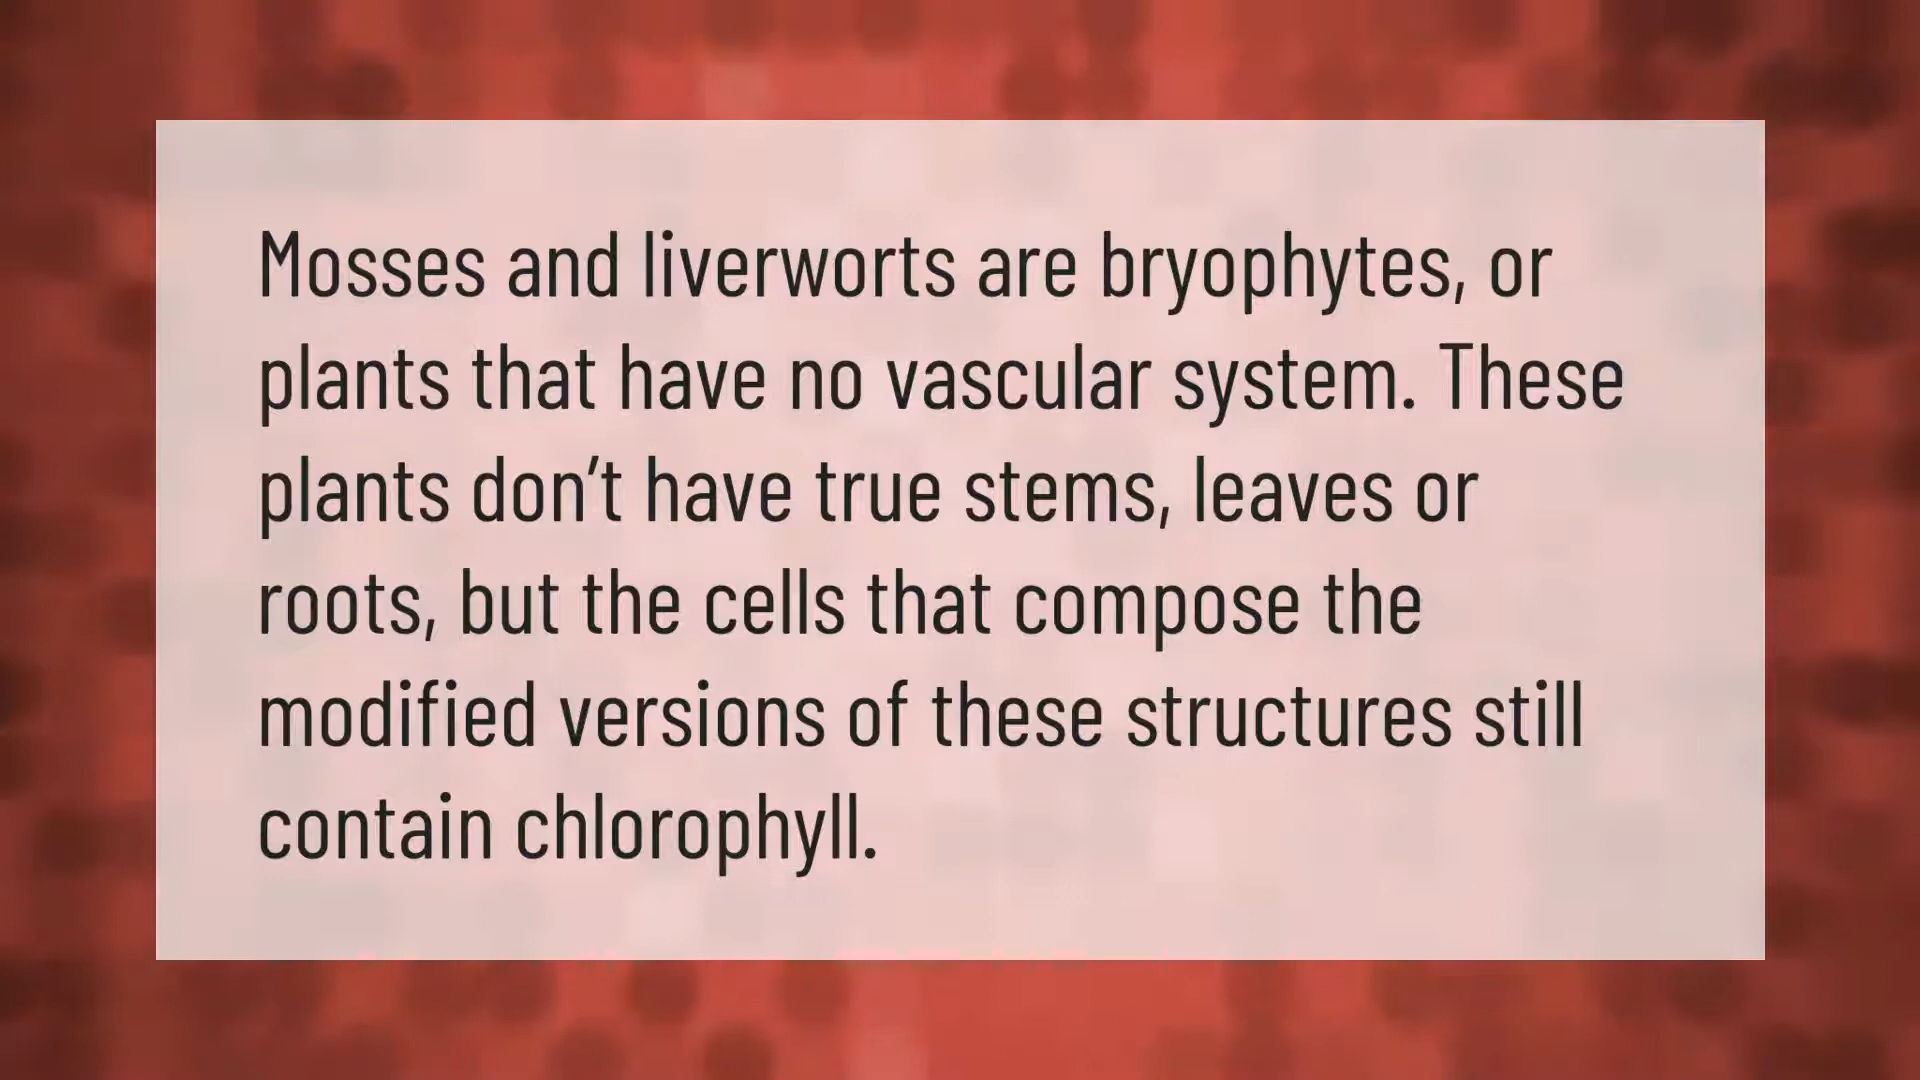 Mosses and liverworts are bryophytes, or
plants that have no vascular system. These
plants don’t have true stems, leaves or
roots, but the cells that compose the
modified versions of these structures still
contain chlorophyll.